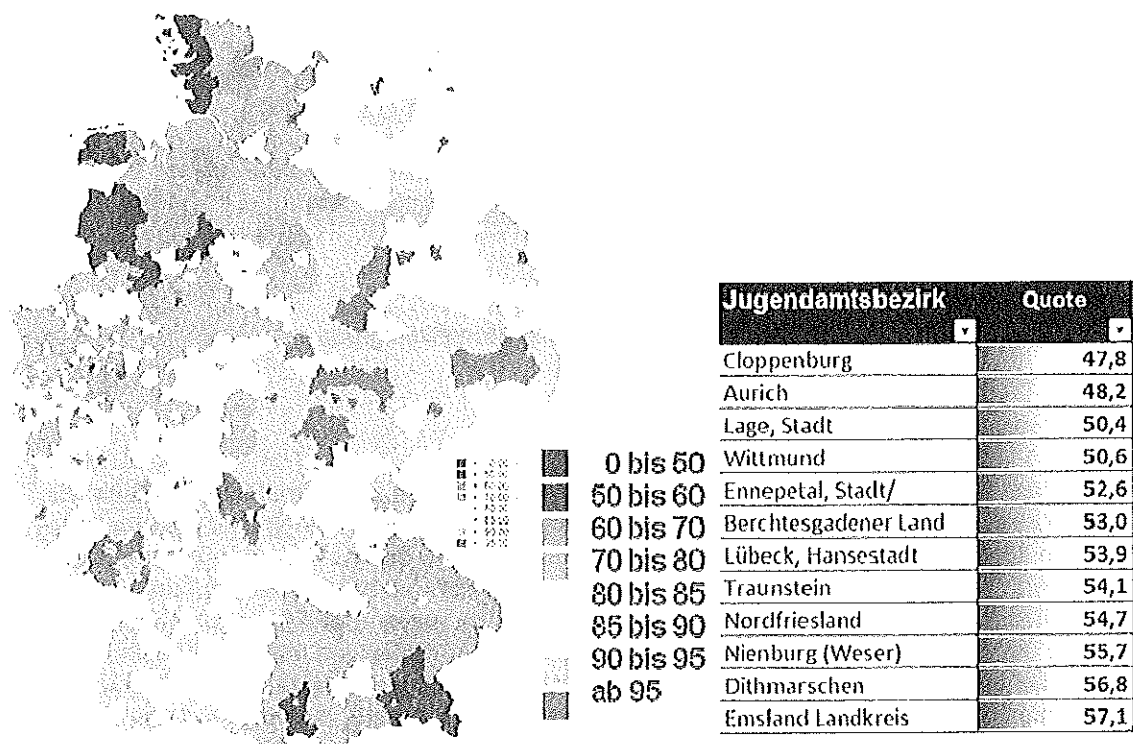 0 bis 50
50 bis 60
60 bis 70
70 bis 80
80 bis 85
85 bis 90
90 bis 95
ab 95
Jugendamtsbezirk Quote
Cloppenburg 47,8
Aurich 48,2
Lage, Stadt 50,4
Wittmund 50,6
Ennepetal, Stadt/ 52,6
Berchtesgadener Land 53,0
Lübeck, Hansestadt 53,9
Traunstein 54,1
Nordfriesland 54,7
Nienburg (Weser) 55,7
Dithmarschen 56,8
Emsland Landkreis 57,1